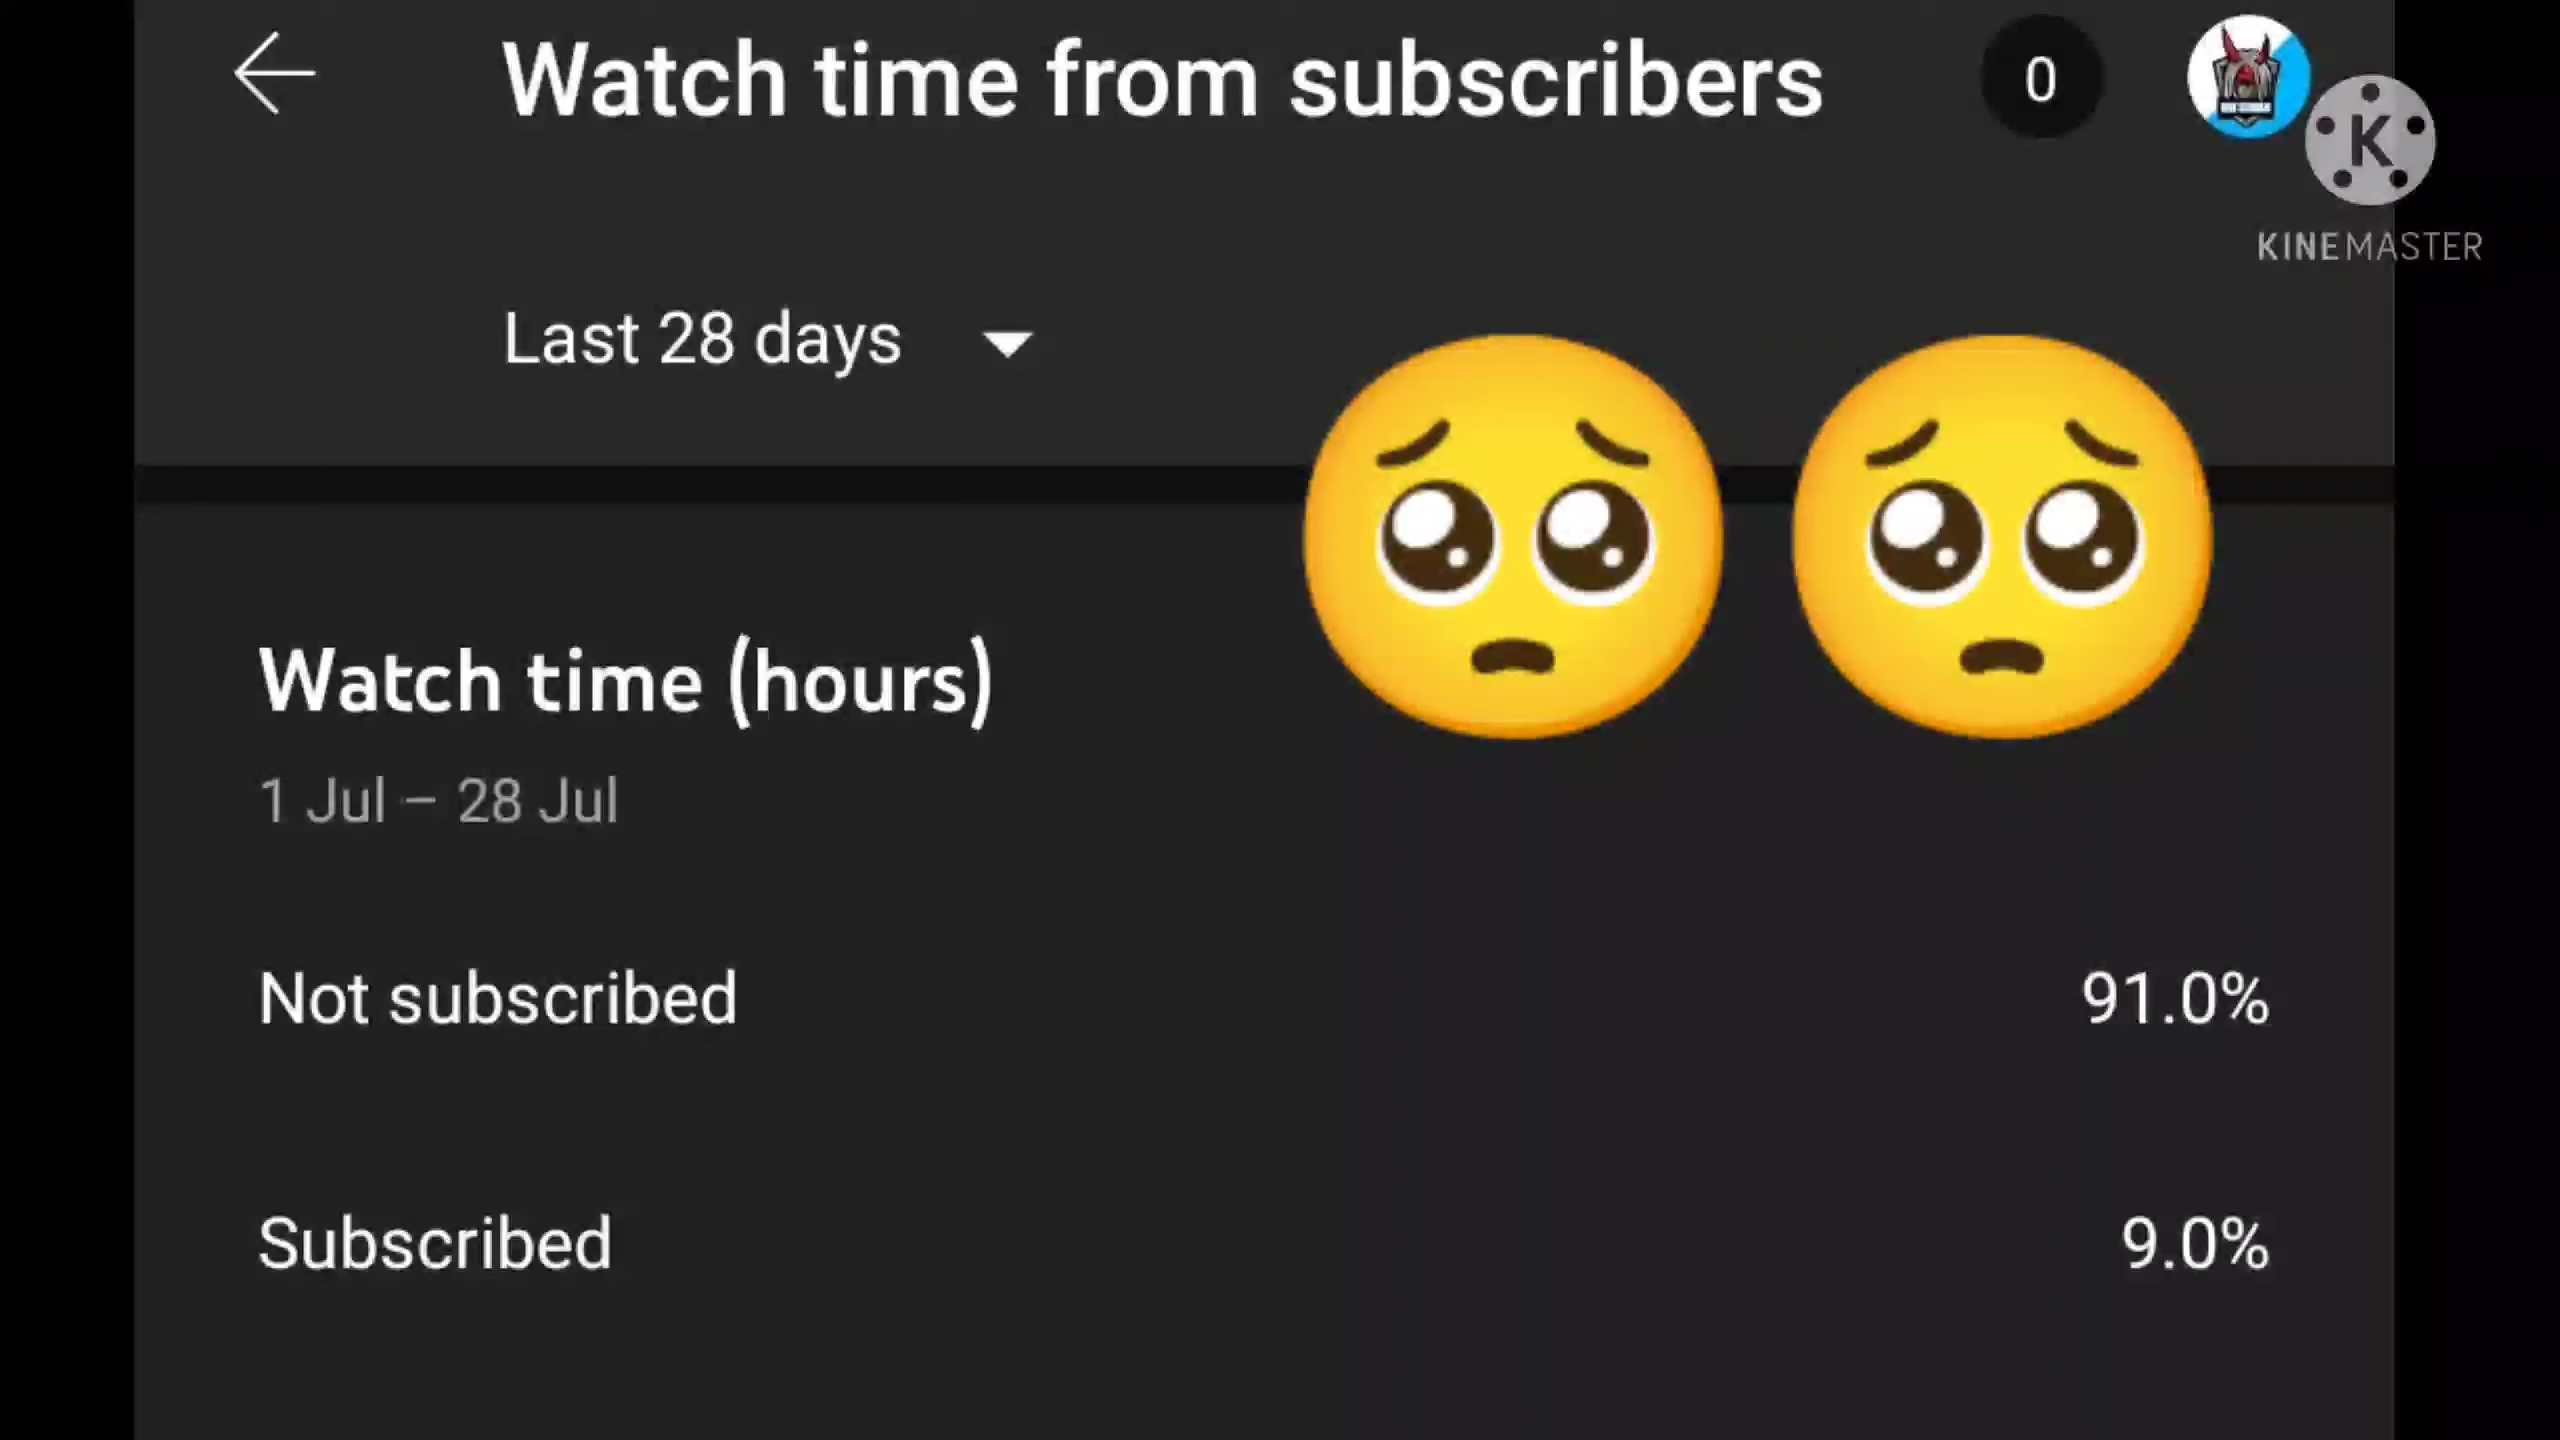 Watch time from subscribers
0
K
KINEMASTER
Last 28 days
Watch time (hours)
1 Jul – 28 Jul
Not subscribed
91.0%
Subscribed
9.0%